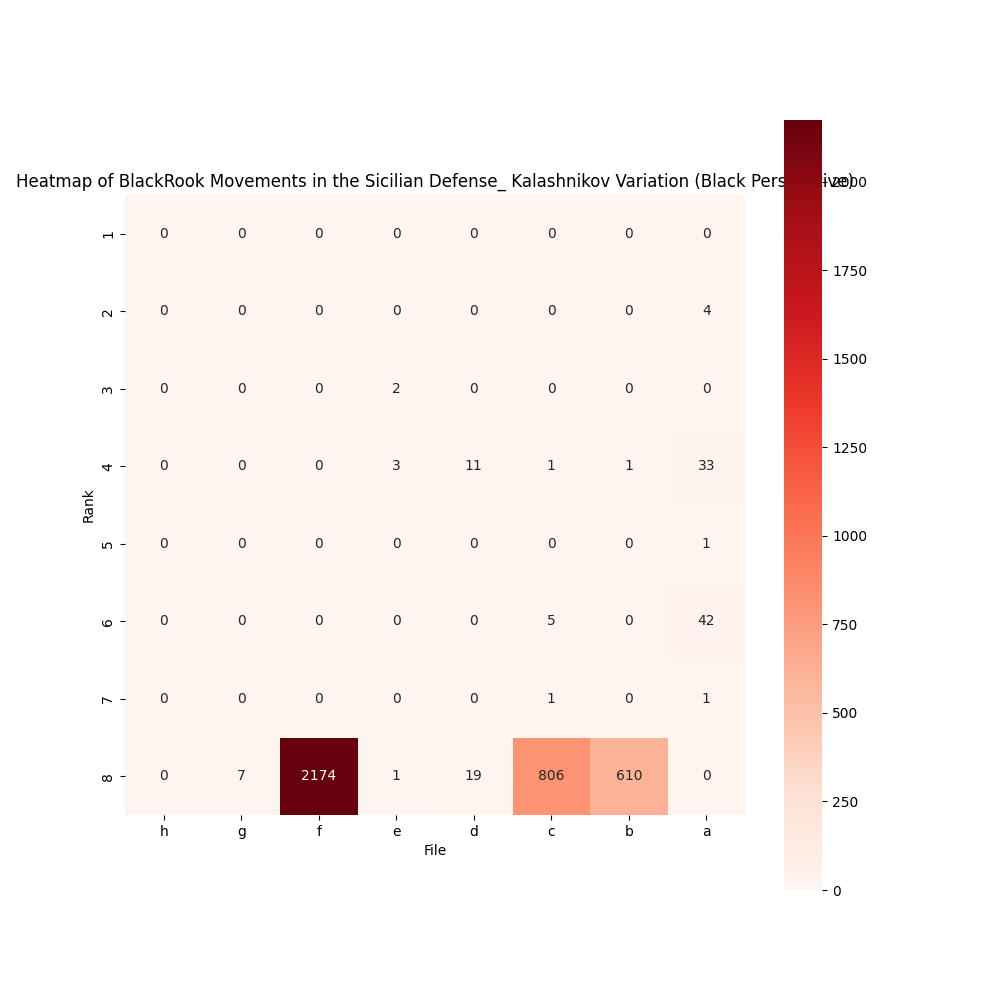 Heatmap of BlackRook Movements in the Sicilian Defense_ Kalashnikov Variation (Black Perspective)
2000
1 0 0 0 0 0 0 0 0
2 0 0 0 0 0 0 0 4
1750
3 0 0 0 2 0 0 0 0
1500
1250
4 0 0 0 3 11 1 1 33
Rank
1000
5 0 0 0 0 0 0 0 1
6 0 0 0 0 0 5 0 42
750
7 0 0 0 0 0 1 0 1
500
8 0 7 2174 1 19 806 610 0
250
h g f e d c b a
File
0